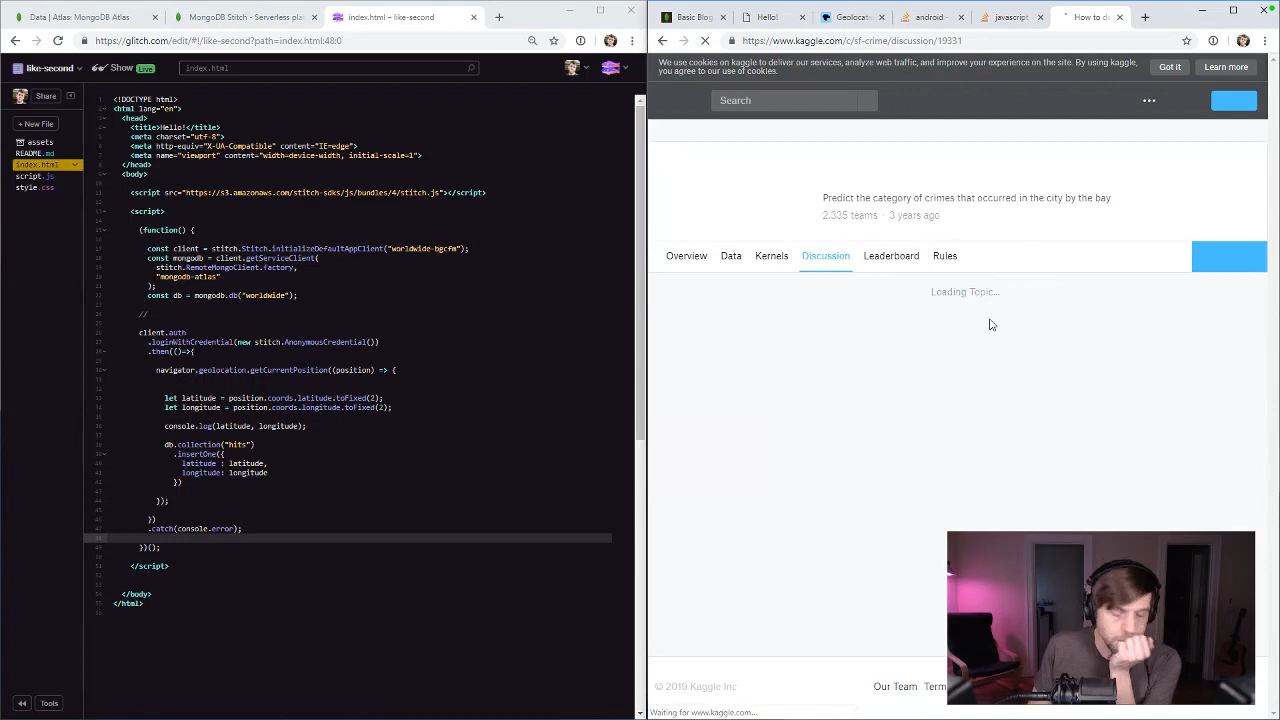 Data | Atlas: MongoDB Atlas
MongoDB Stitch - Serverless pla
index.html – like-second
https://glitch.com/edit/#!/like-second?path=index.html:48:0
like-second
Show
Live
index.html
Share
+ New File
assets
README.md
index.html
script.js
style.css
<!DOCTYPE html>
<html lang="en">
<head>
<title>Hello!</title>
<meta charset="utf-8">
<meta http-equiv="X-UA-Compatible" content="IE=edge">
<meta name="viewport" content="width=device-width, initial-scale=1">
</head>
<body>
<script src="https://s3.amazonaws.com/stitch-sdks/js/bundles/4/stitch.js"></script>
<script>
(function() {
const client = stitch.Stitch.initializeDefaultAppClient("worldwide-bgcfm");
const mongodb = client.getServiceClient(
stitch.RemoteMongoClient.factory,
"mongodb-atlas"
);
const db = mongodb.db("worldwide");
//
client.auth
.loginWithCredential(new stitch.AnonymousCredential())
.then(()=>{
navigator.geolocation.getCurrentPosition((position) => {
let latitude = position.coords.latitude.toFixed(2);
let longitude = position.coords.longitude.toFixed(2);
console.log(latitude, longitude);
db.collection("hits")
.insertOne({
latitude : latitude,
longitude: longitude
})
});
})
.catch(console.error);
})();
</script>
</body>
</html>
Tools
Basic Blog
Hello!
Geolocat
android -
javascript
How to de
https://www.kaggle.com/c/sf-crime/discussion/19331
We use cookies on kaggle to deliver our services, analyze web traffic, and improve your experience on the site. By using kaggle,
you agree to our use of cookies.
Got it
Learn more
Search
Predict the category of crimes that occurred in the city by the bay
2,335 teams · 3 years ago
Overview
Data
Kernels
Discussion
Leaderboard
Rules
Loading Topic...
© 2019 Kaggle Inc
Our Team
Term
Waiting for www.kaggle.com...